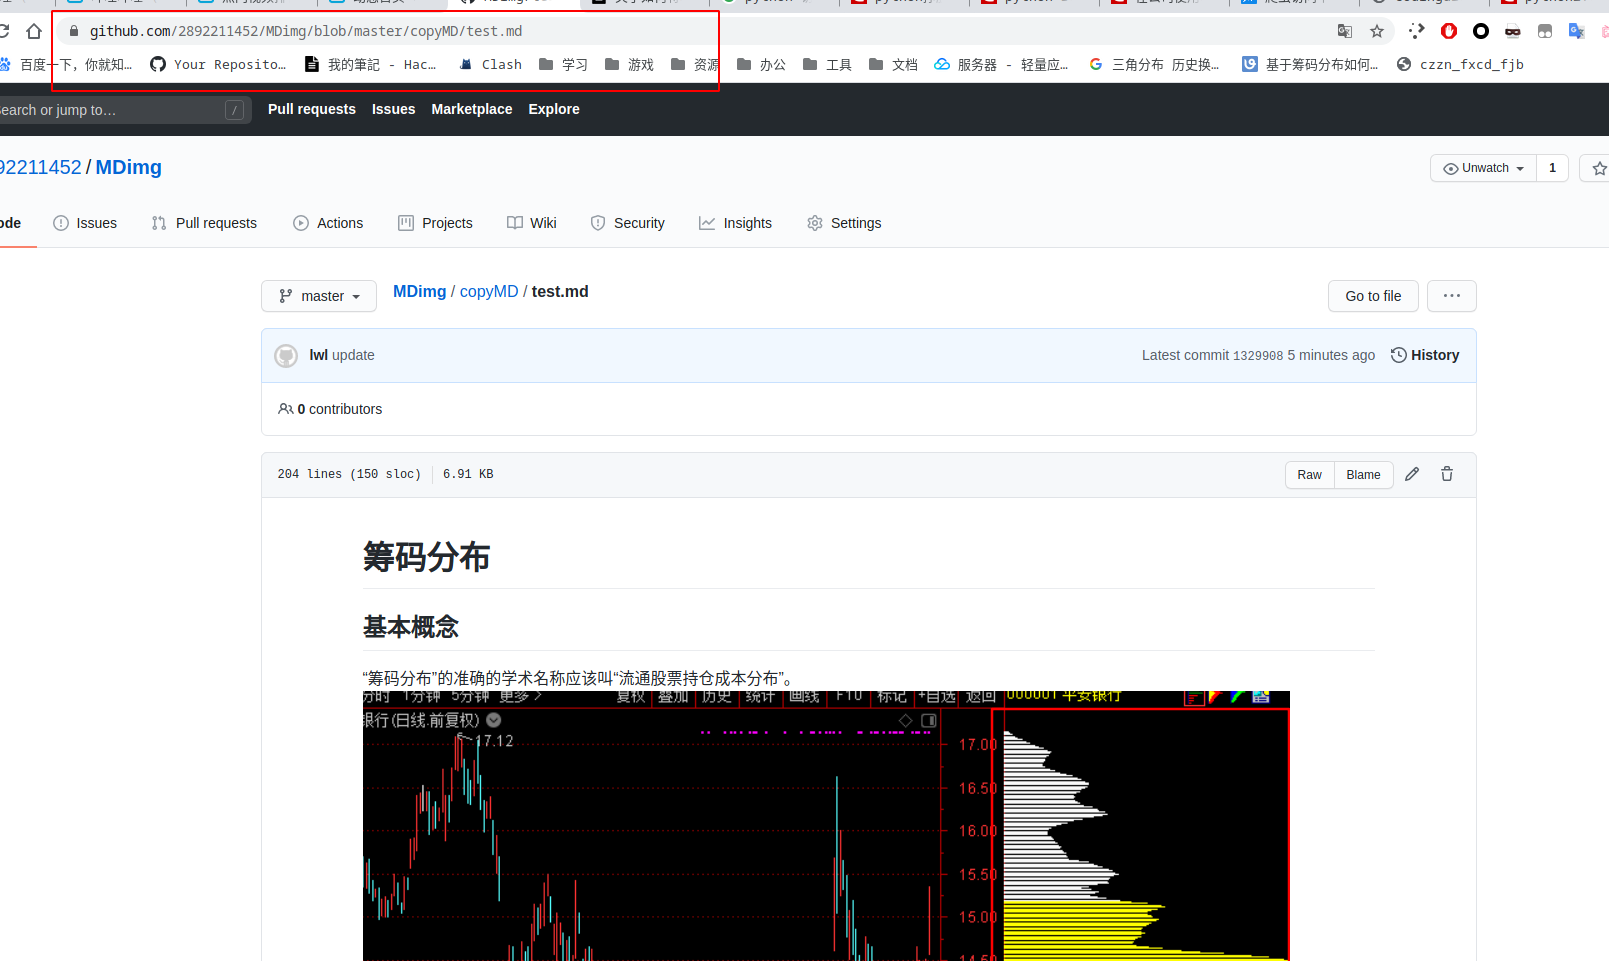 github.com/2892211452/MDimg/blob/master/copyMD/test.md
百度一下，你就知... Your Reposito... 我的筆記 - Hac... Clash 学习 游戏 资源 办公 工具 文档 服务器 - 轻量应... 三角分布 历史换... 基于筹码分布如何... czzn_fxcd_fjb
earch or jump to... / Pull requests Issues Marketplace Explore
92211452 / MDimg
Unwatch 1
ode Issues Pull requests Actions Projects Wiki Security Insights Settings
master MDimg / copyMD / test.md Go to file ...
lwl update Latest commit 1329908 5 minutes ago History
0 contributors
204 lines (150 sloc) 6.91 KB Raw Blame
筹码分布
基本概念
“筹码分布”的准确的学术名称应该叫“流通股票持仓成本分布”。
分时 1分钟 5分钟 更多> 复权 叠加 历史 统计 画线 F10 标记 +自选 返回 000001 平安银行
银行(日线.前复权)
17.12
17.00
16.50
16.00
15.50
15.00
14.50